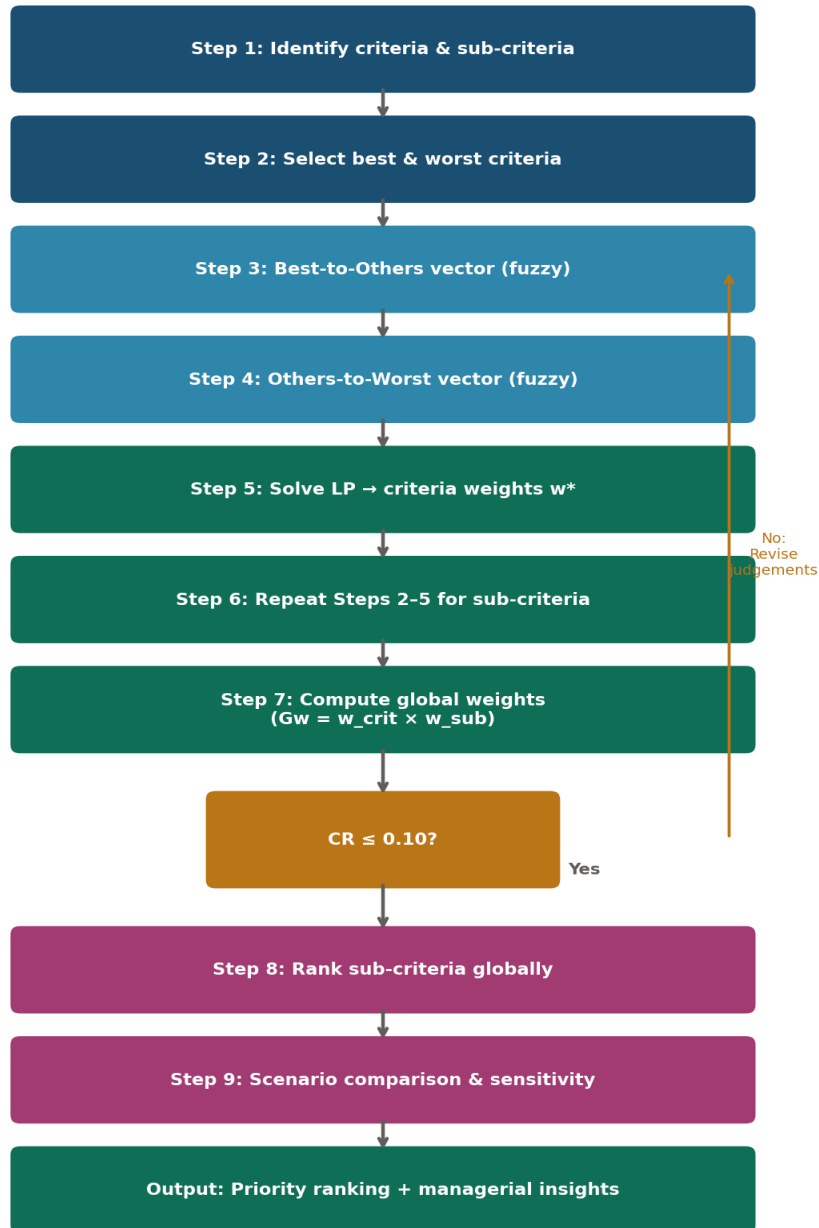 Step 1: Identify criteria & sub-criteria
Step 2: Select best & worst criteria
Step 3: Best-to-Others vector (fuzzy)
Step 4: Others-to-Worst vector (fuzzy)
Step 5: Solve LP → criteria weights w*
No:
Revise
judgements
Step 6: Repeat Steps 2–5 for sub-criteria
Step 7: Compute global weights
(Gw = w_crit × w_sub)
CR ≤ 0.10?
Yes
Step 8: Rank sub-criteria globally
Step 9: Scenario comparison & sensitivity
Output: Priority ranking + managerial insights